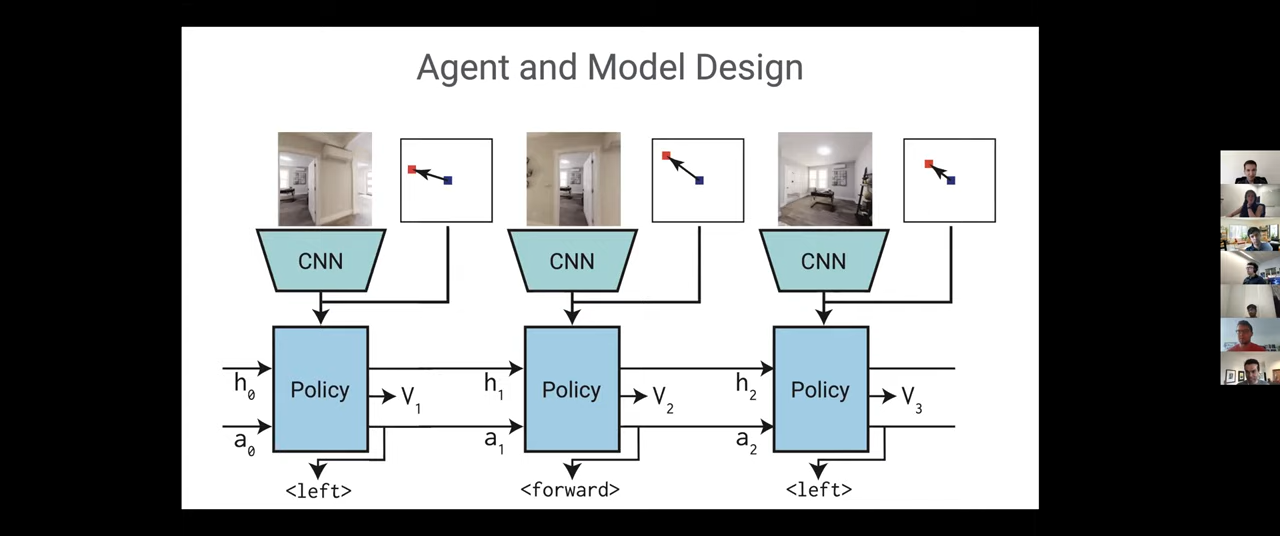 Agent and Model Design
CNN CNN CNN
Policy Policy Policy
h₀ h₁ h₂
V₁ V₂ V₃
a₀ a₁ a₂
<left> <forward> <left>